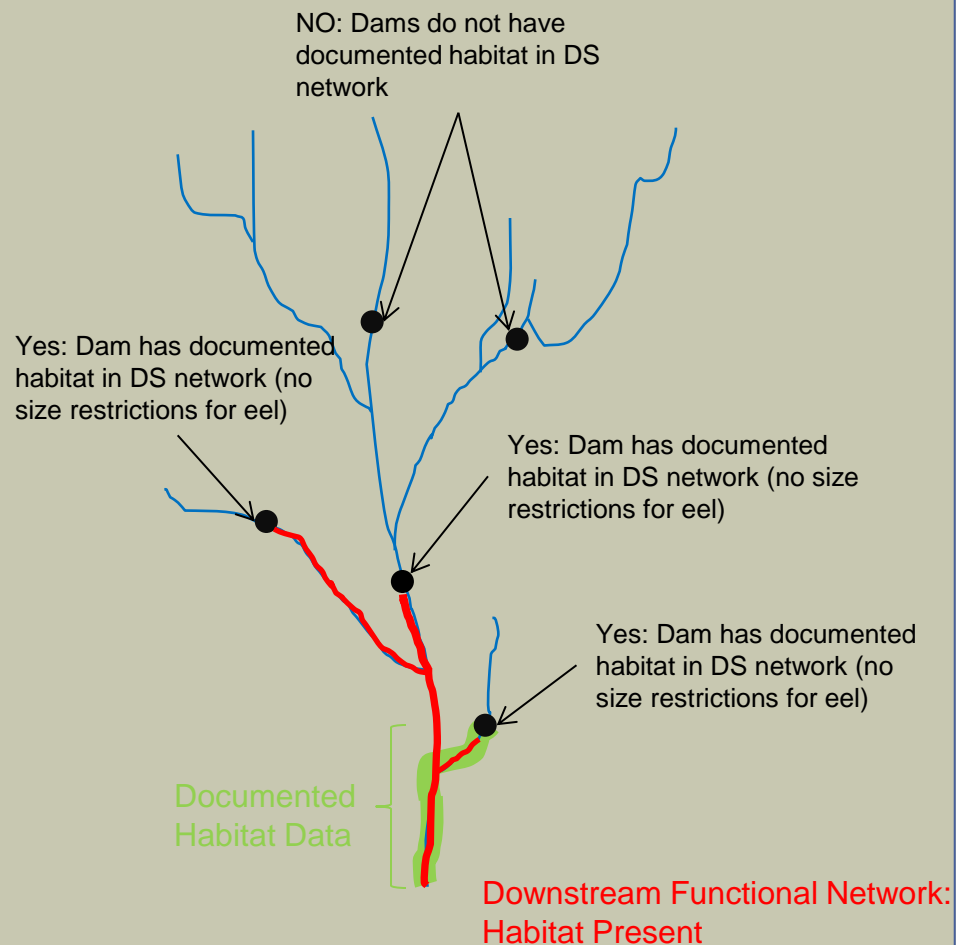 NO: Dams do not have
documented habitat in DS
network
Yes: Dam has documented
habitat in DS network (no
size restrictions for eel)
Yes: Dam has documented
habitat in DS network (no size
restrictions for eel)
Yes: Dam has documented
habitat in DS network (no
size restrictions for eel)
Documented
Habitat Data
Downstream Functional Network:
Habitat Present